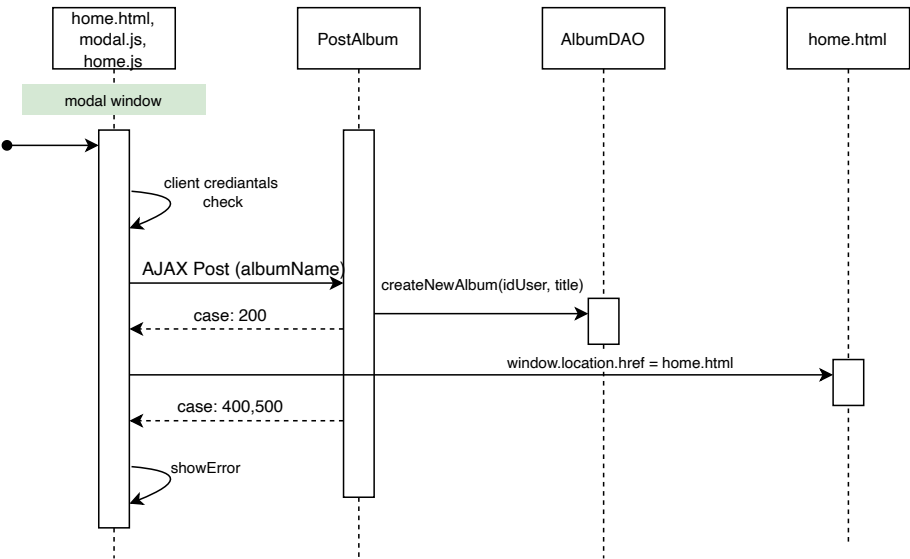 home.html,
modal.js,
home.js
PostAlbum
AlbumDAO
home.html
modal window
client crediantals
check
AJAX Post (albumName)
createNewAlbum(idUser, title)
case: 200
window.location.href = home.html
case: 400,500
showError